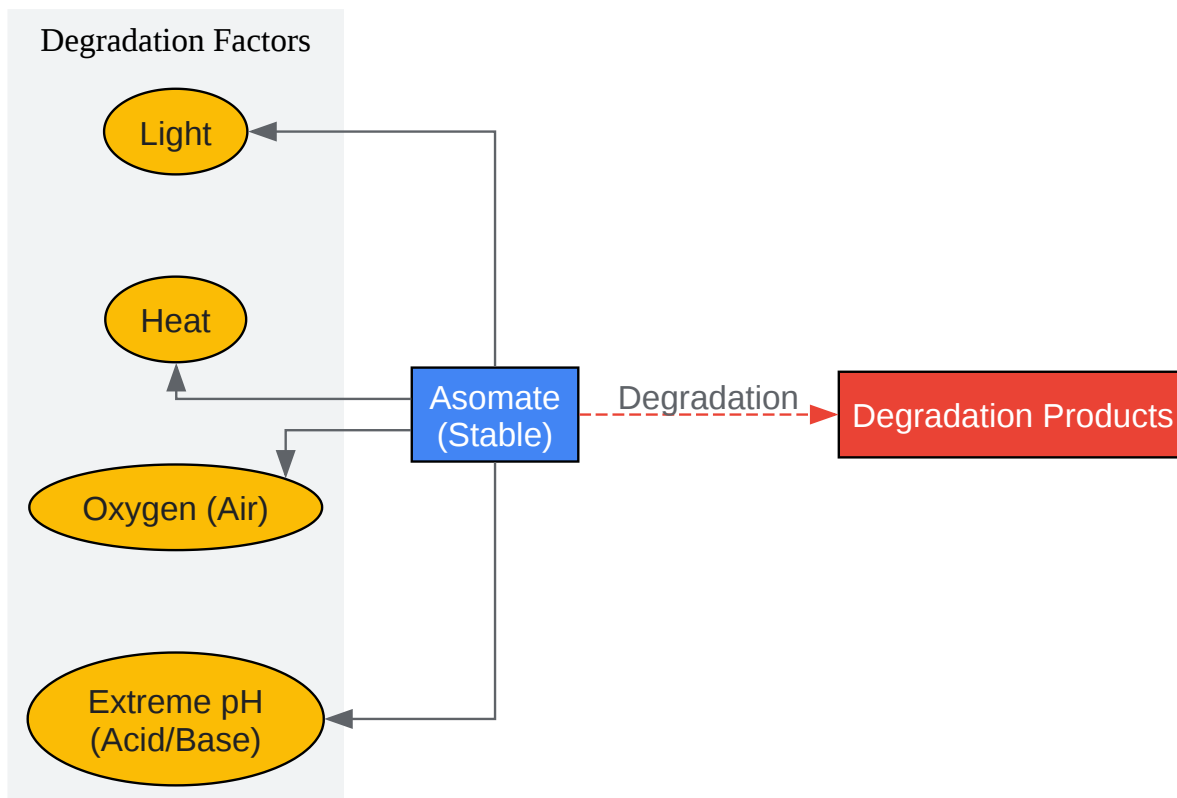 Degradation Factors
Light
Heat
Asomate
(Stable)
Degradation
Degradation Products
Oxygen (Air)
Extreme pH
(Acid/Base)